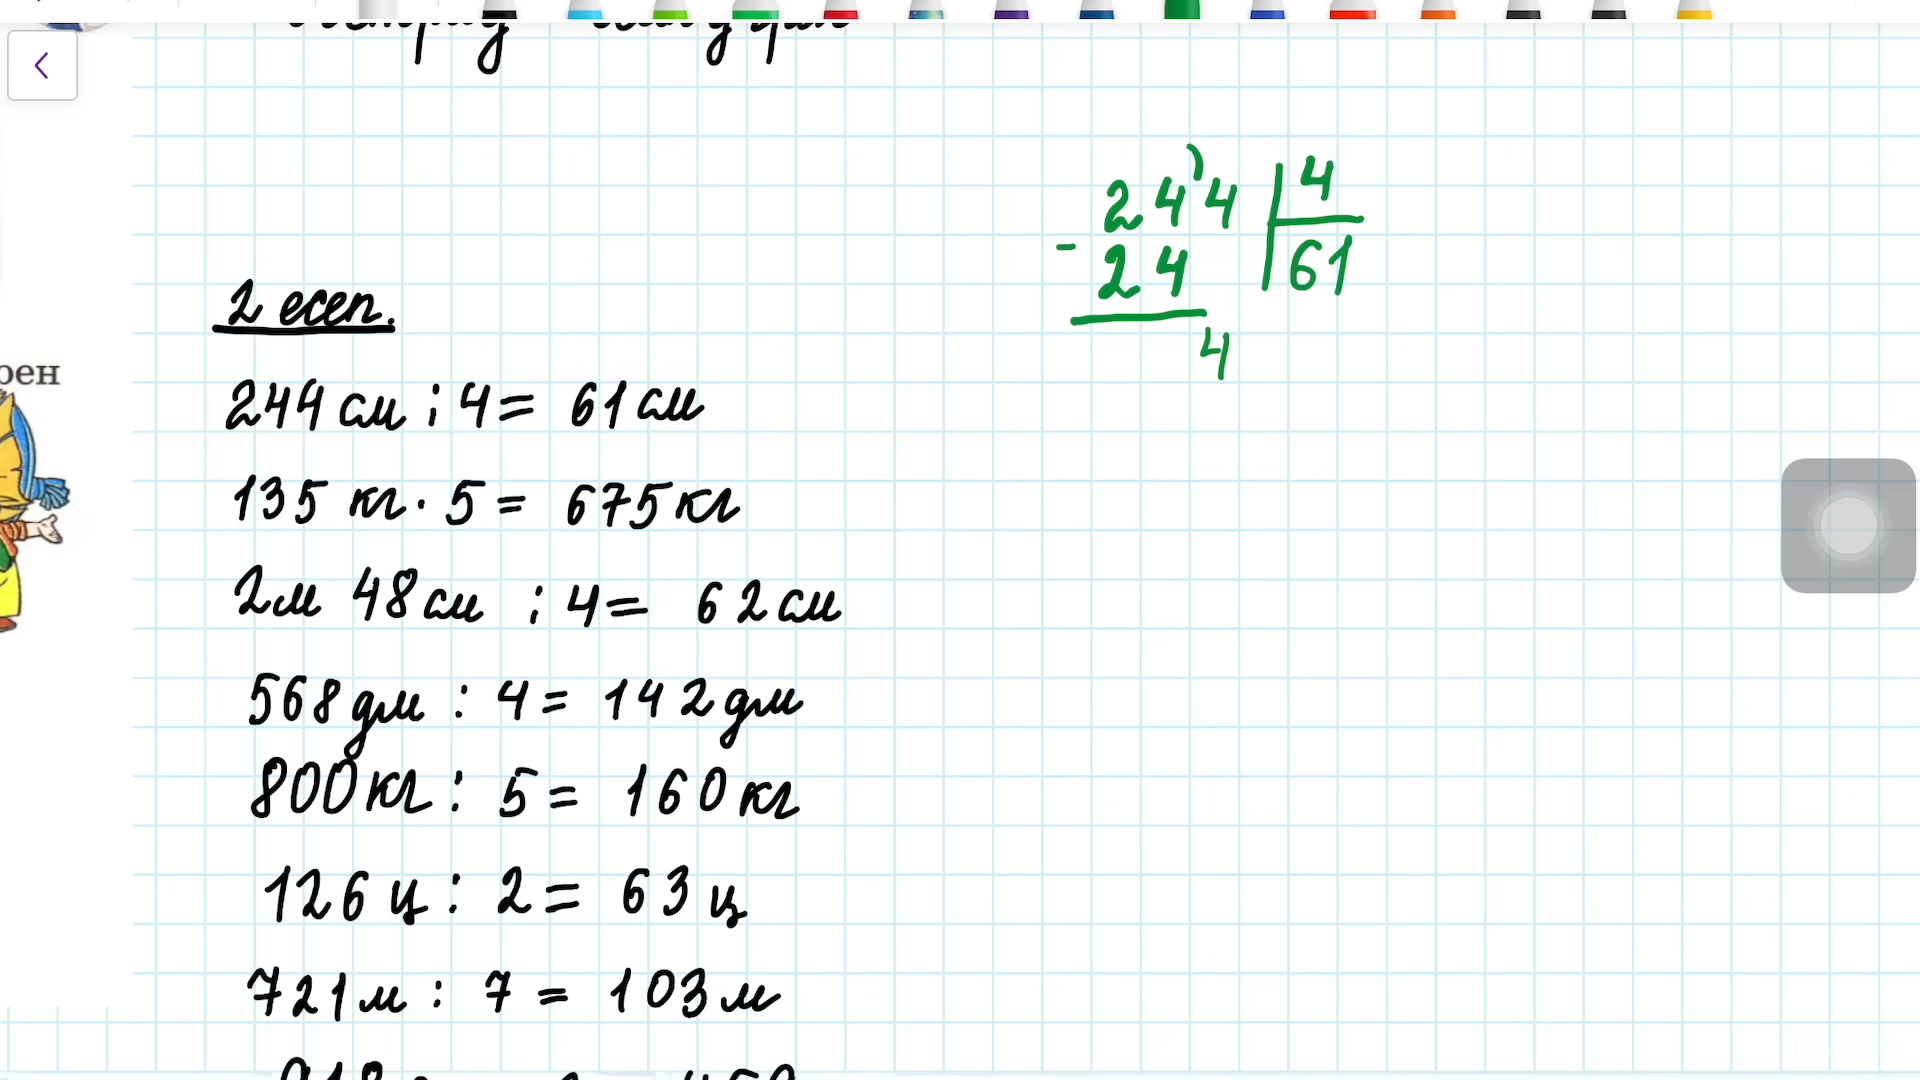 2 есеп.
244 см : 4 = 61 см
135 кг · 5 = 675 кг
2м 48 см : 4 = 62 см
568 дм : 4 = 142 дм
800 кг : 5 = 160 кг
126 ц : 2 = 63 ц
721 м : 7 = 103 м
244 4
- 24 61
4
рен